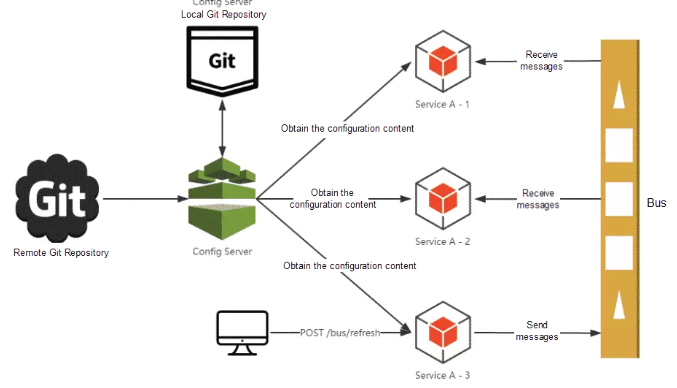 Config Server
Local Git Repository
Git
Receive
messages
Service A - 1
Obtain the configuration content
Git
Obtain the
configuration content
Receive
messages
Bus
Service A - 2
Config Server
Remote Git Repository
Obtain the configuration content
POST /bus/refresh
Send
messages
Service A - 3